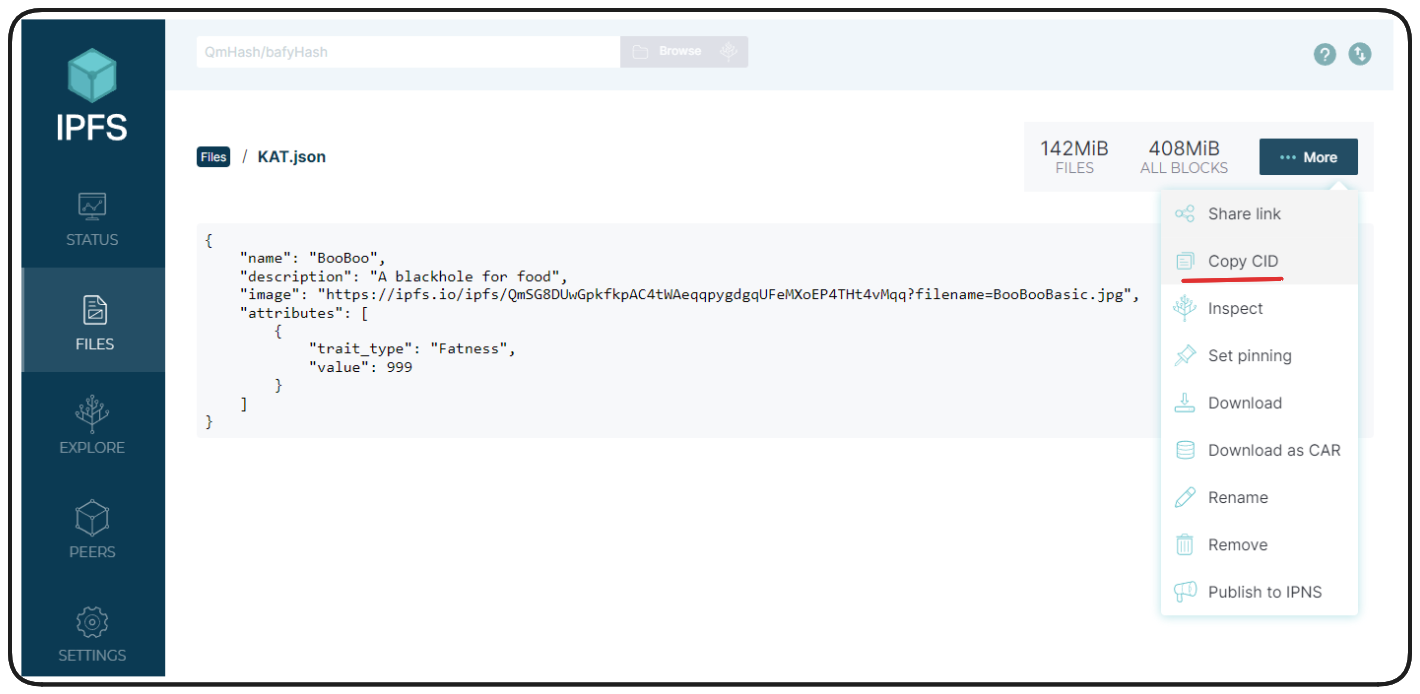 IPFS
STATUS
FILES
EXPLORE
PEERS
SETTINGS
QmHash/bafyHash
Browse
Files / KAT.json
142MiB
FILES
408MiB
ALL BLOCKS
••• More
{
"name": "BooBoo",
"description": "A blackhole for food",
"image": "https://ipfs.io/ipfs/QmSG8DUwGpkfkpAC4tWAeqqpygdgqUFeMXoEP4THt4vMqq?filename=BooBooBasic.jpg",
"attributes": [
{
"trait_type": "Fatness",
"value": 999
}
]
}
Share link
Copy CID
Inspect
Set pinning
Download
Download as CAR
Rename
Remove
Publish to IPNS